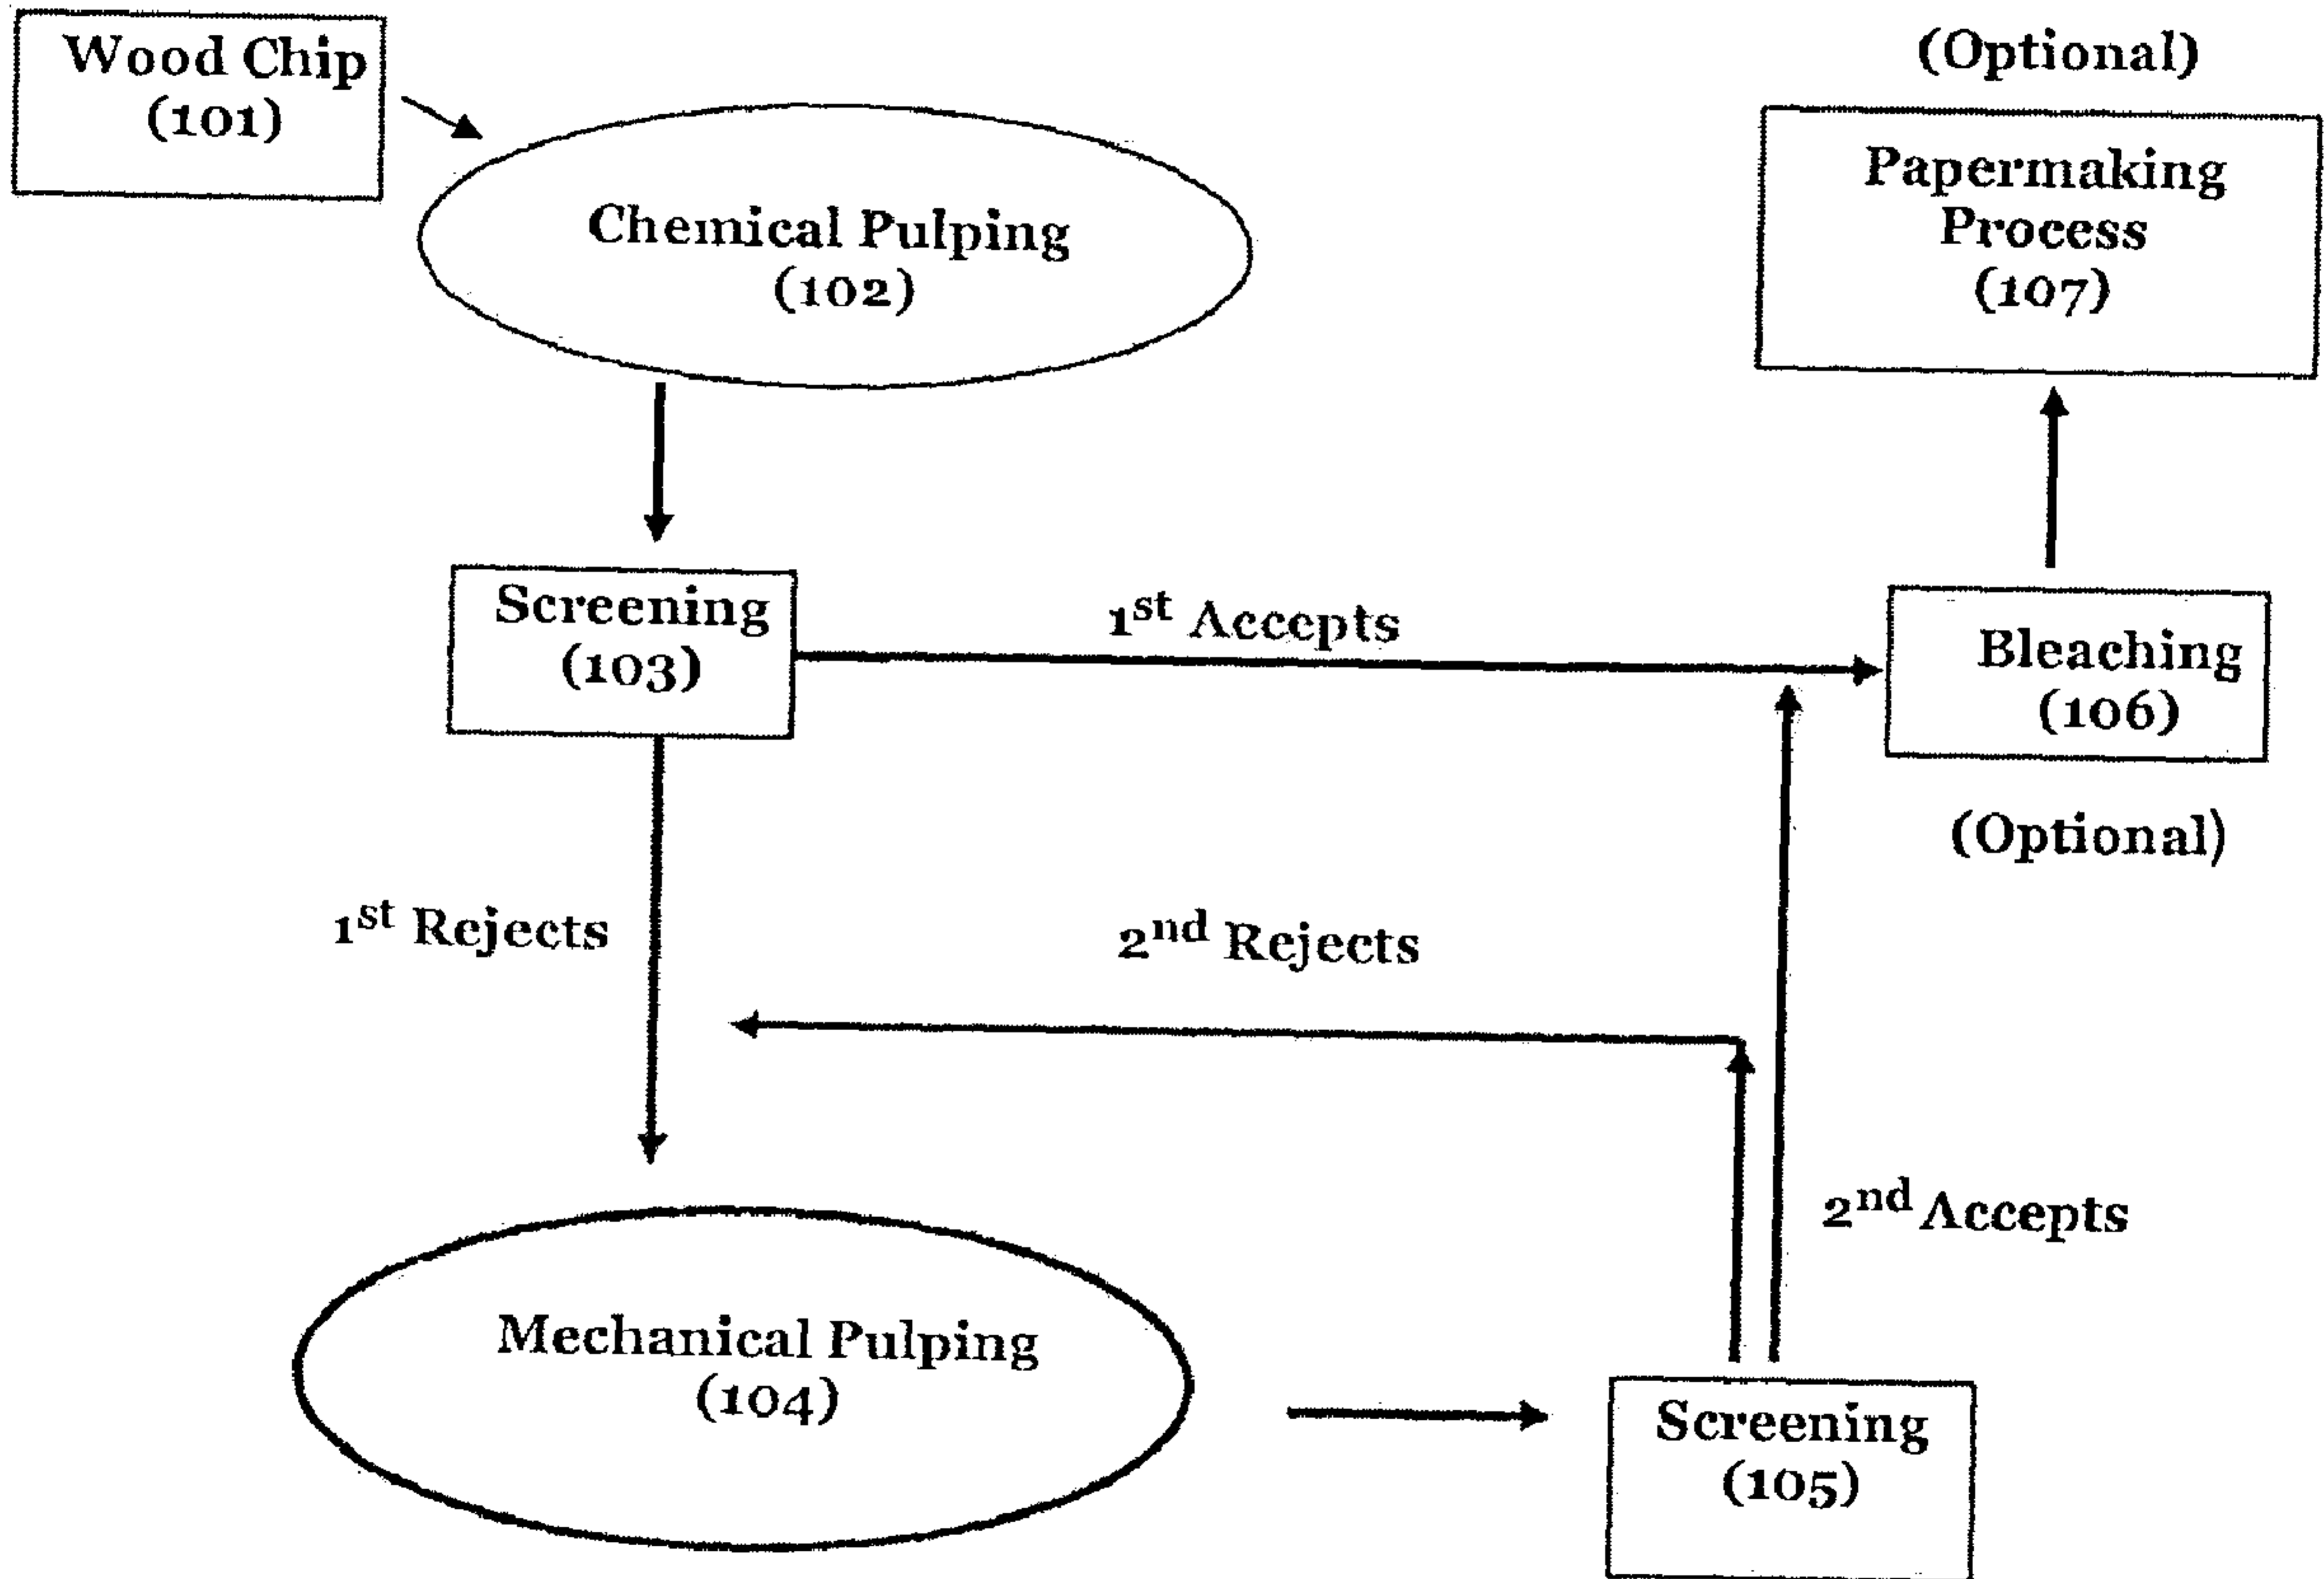 Wood Chip
(101)
(Optional)
Papermaking
Process
(107)
Chemical Pulping
(102)
Screening
(103)
1st Accepts
Bleaching
(106)
(Optional)
1st Rejects
2nd Rejects
2nd Accepts
Mechanical Pulping
(104)
Screening
(105)